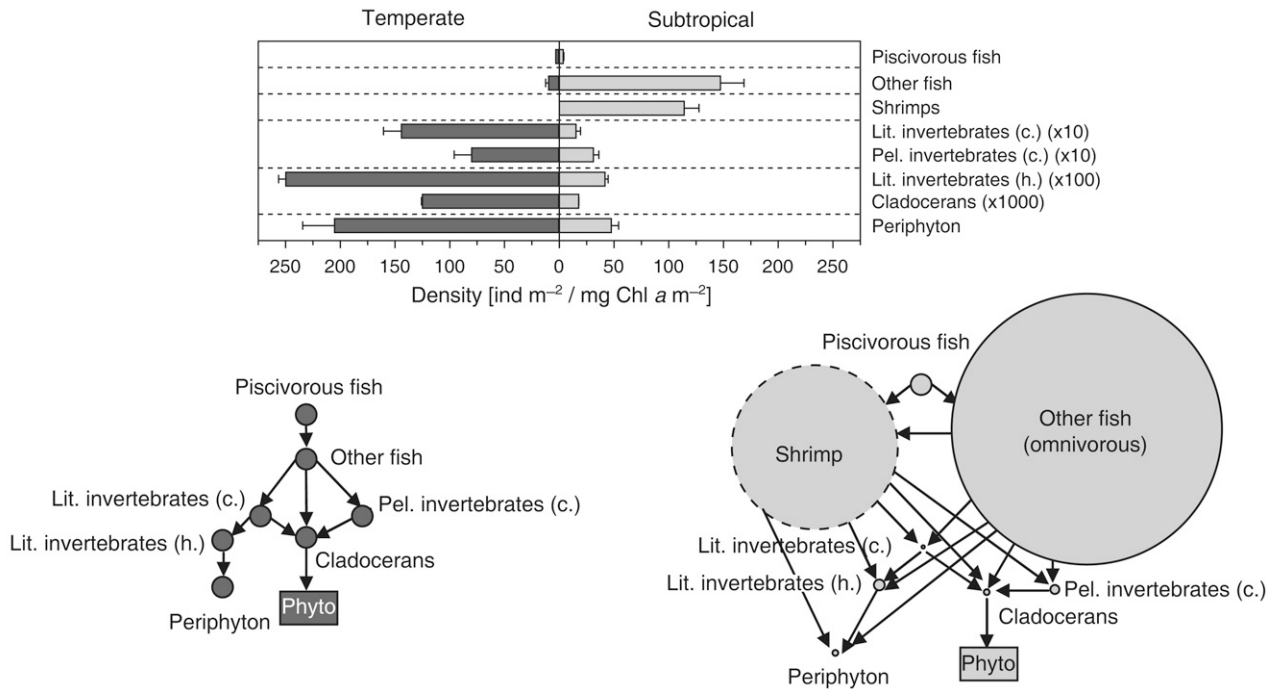 Temperate Subtropical
Piscivorous fish
Other fish
Shrimps
Lit. invertebrates (c.) (x10)
Pel. invertebrates (c.) (x10)
Lit. invertebrates (h.) (x100)
Cladocerans (x1000)
Periphyton
250 200 150 100 50 0 50 100 150 200 250
Density [ind m⁻² / mg Chl a m⁻²]
Piscivorous fish
Other fish
Lit. invertebrates (c.)
Pel. invertebrates (c.)
Lit. invertebrates (h.)
Cladocerans
Periphyton
Phyto
Piscivorous fish
Other fish
(omnivorous)
Shrimp
Lit. invertebrates (c.)
Lit. invertebrates (h.)
Pel. invertebrates (c.)
Cladocerans
Periphyton
Phyto